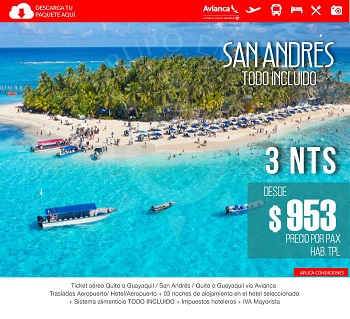 DESCARGA TU
PAQUETE AQUÍ
Avianca
SAN ANDRÉS
TODO INCLUIDO
3 NTS
DESDE
$ 953
PRECIO POR PAX
HAB. TPL
APLICA CONDICIONES
Ticket aéreo Quito o Guayaquil / San Andrés / Quito o Guayaquil vía Avianca
Traslados Aeropuerto/ Hotel/Aeropuerto + 03 noches de alojamiento en el hotel seleccionado
+ Sistema alimenticio TODO INCLUIDO + Impuestos hoteleros + IVA Mayorista